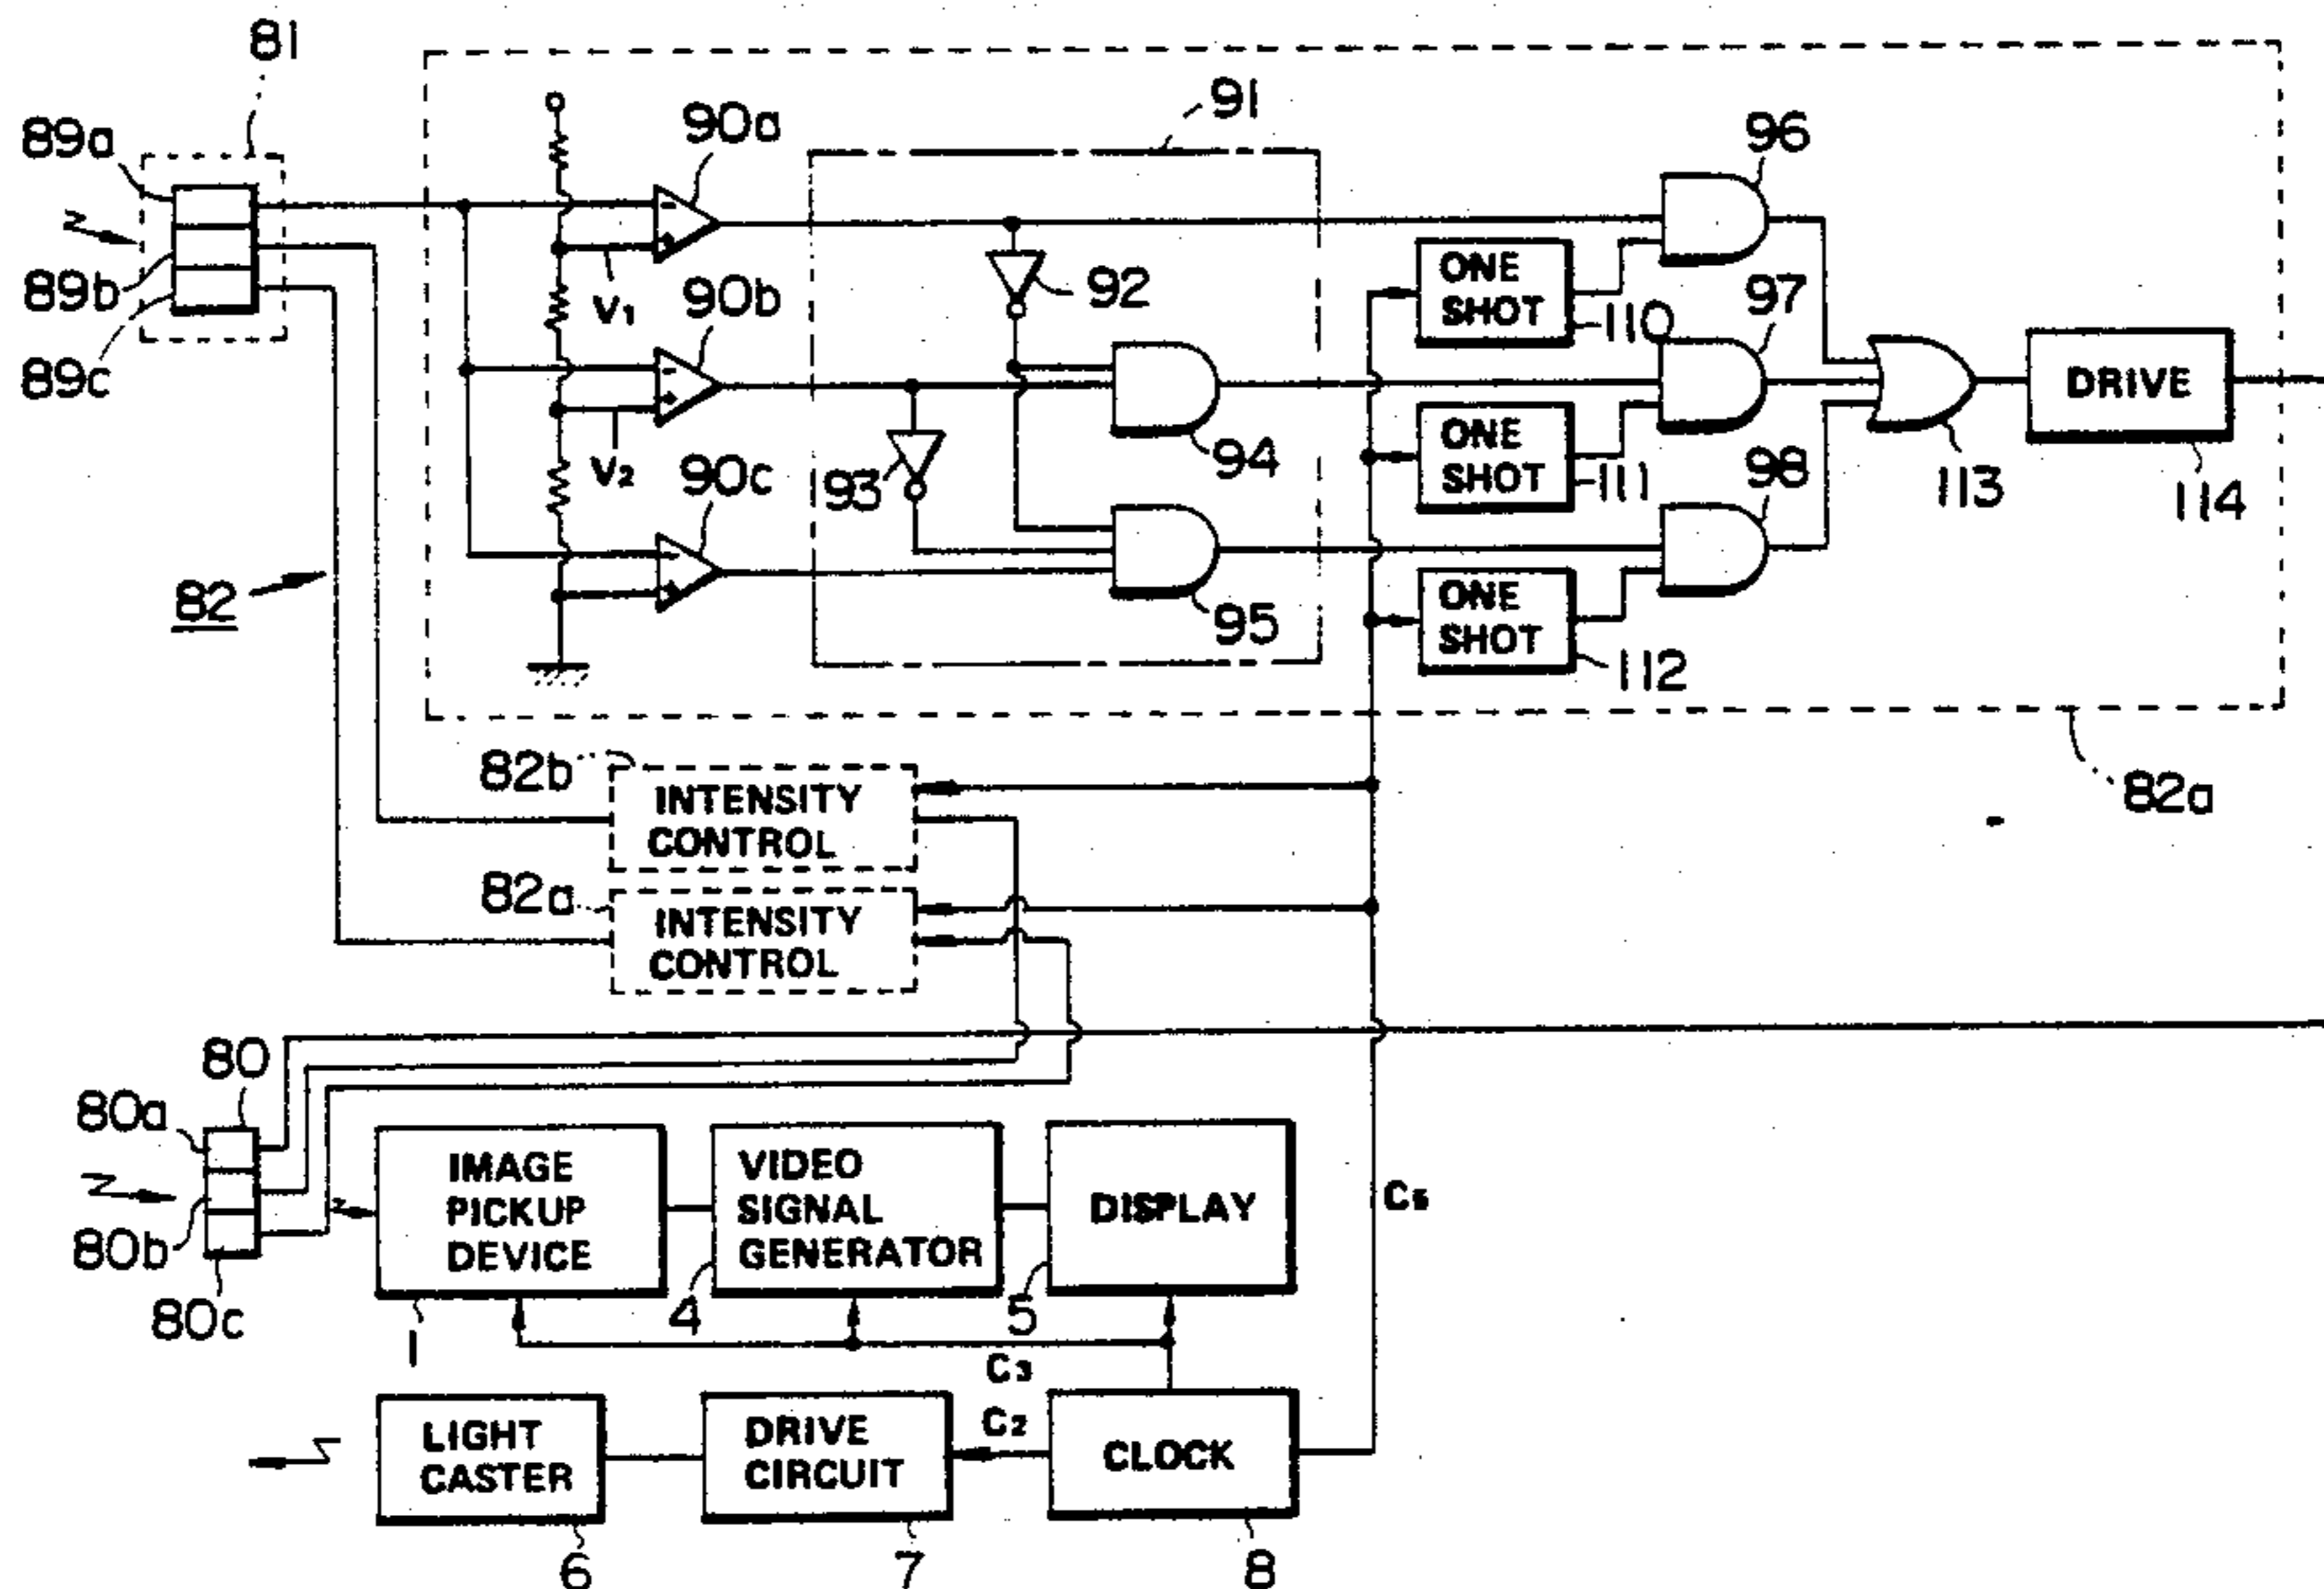 81
89a
89b
89c
90a
90b
90c
91
V1
V2
92
93
94
95
96
97
98
ONE
SHOT
110
ONE
SHOT
111
ONE
SHOT
112
113
DRIVE
114
82
82a
82b
INTENSITY
CONTROL
82a
INTENSITY
CONTROL
80
80a
80b
80c
IMAGE
PICKUP
DEVICE
1
VIDEO
SIGNAL
GENERATOR
4
DISPLAY
5
C5
C3
C2
LIGHT
CASTER
6
DRIVE
CIRCUIT
7
CLOCK
8